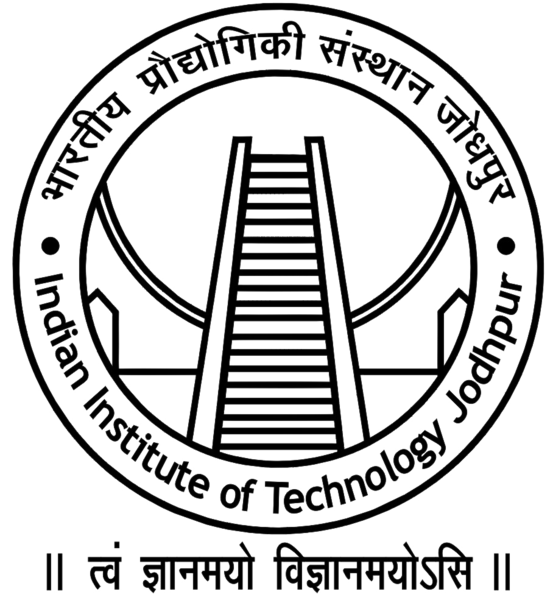 भारतीय प्रौद्योगिकी संस्थान जोधपुर
Indian Institute of Technology Jodhpur
॥ त्वं ज्ञानमयो विज्ञानमयोऽसि ॥